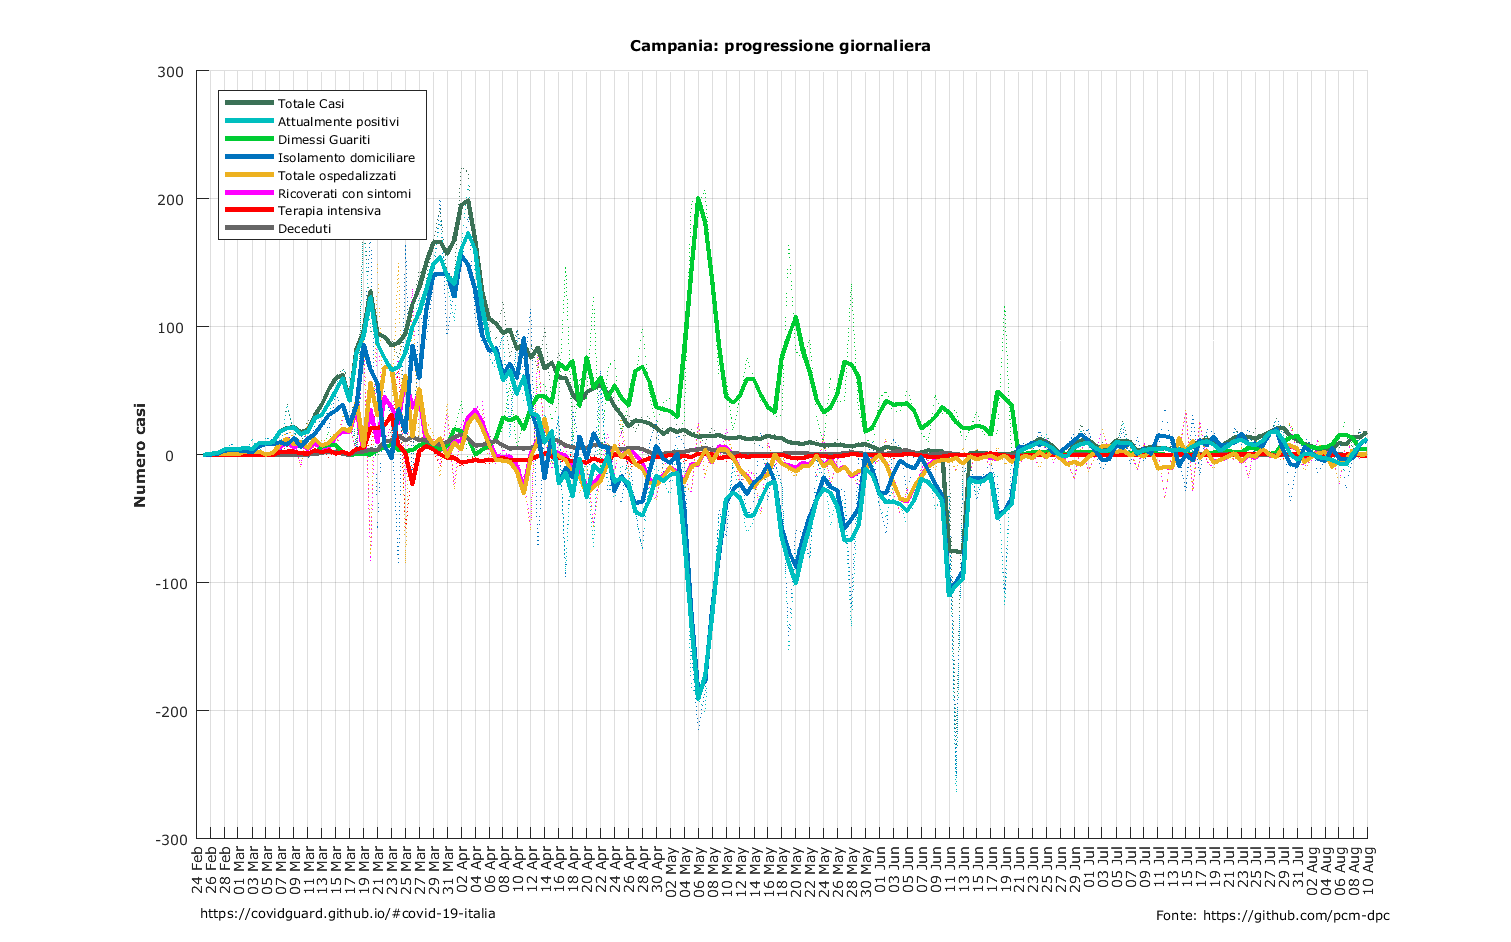 Campania: progressione giornaliera
Numero casi
300
200
100
0
-100
-200
-300
Totale Casi
Attualmente positivi
Dimessi Guariti
Isolamento domiciliare
Totale ospedalizzati
Ricoverati con sintomi
Terapia intensiva
Deceduti
24 Feb
26 Feb
28 Feb
01 Mar
03 Mar
05 Mar
07 Mar
09 Mar
11 Mar
13 Mar
15 Mar
17 Mar
19 Mar
21 Mar
23 Mar
25 Mar
27 Mar
29 Mar
31 Mar
02 Apr
04 Apr
06 Apr
08 Apr
10 Apr
12 Apr
14 Apr
16 Apr
18 Apr
20 Apr
22 Apr
24 Apr
26 Apr
28 Apr
30 Apr
02 May
04 May
06 May
08 May
10 May
12 May
14 May
16 May
18 May
20 May
22 May
24 May
26 May
28 May
30 May
01 Jun
03 Jun
05 Jun
07 Jun
09 Jun
11 Jun
13 Jun
15 Jun
17 Jun
19 Jun
21 Jun
23 Jun
25 Jun
27 Jun
29 Jun
01 Jul
03 Jul
05 Jul
07 Jul
09 Jul
11 Jul
13 Jul
15 Jul
17 Jul
19 Jul
21 Jul
23 Jul
25 Jul
27 Jul
29 Jul
31 Jul
02 Aug
04 Aug
06 Aug
08 Aug
10 Aug
https://covidguard.github.io/#covid-19-italia
Fonte: https://github.com/pcm-dpc